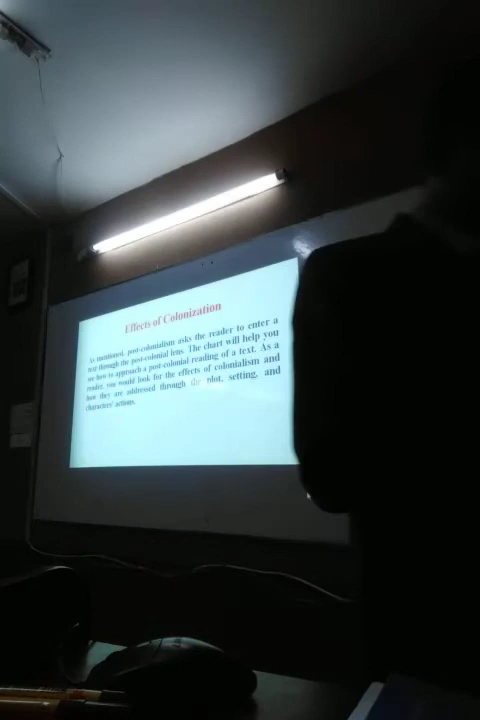 Effects of Colonization
As mentioned, post-colonialism asks the reader to enter a
text through the post-colonial lens. The chart will help you
see how to approach a post-colonial reading of a text. As a
reader, you would look for the effects of colonialism and
how they are addressed through the plot, setting, and
characters' actions.